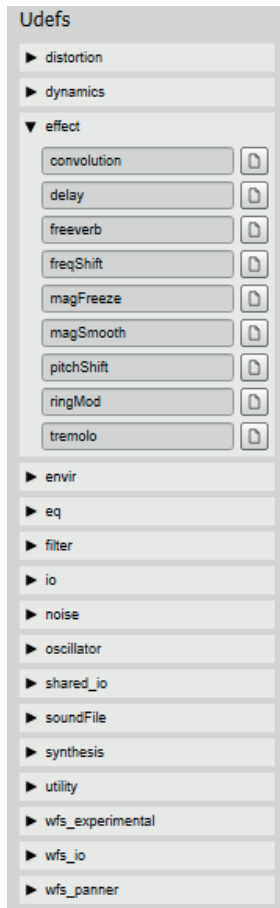 Udefs
distortion
dynamics
effect
convolution
delay
freeverb
freqShift
magFreeze
magSmooth
pitchShift
ringMod
tremolo
envir
eq
filter
io
noise
oscillator
shared_io
soundFile
synthesis
utility
wfs_experimental
wfs_io
wfs_panner